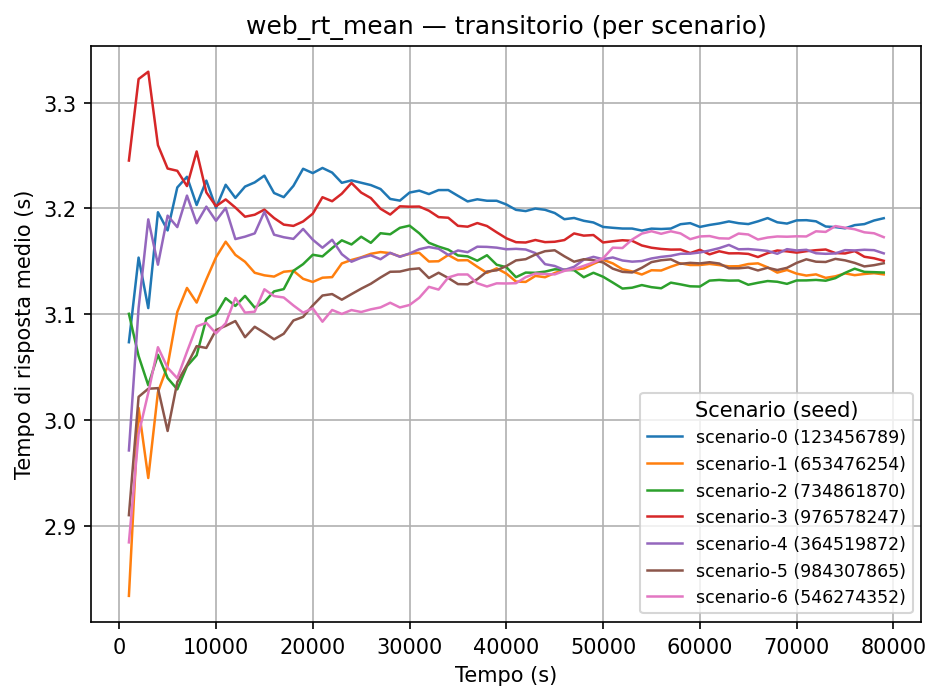 web_rt_mean — transitorio (per scenario)
Tempo di risposta medio (s)
3.3
3.2
3.1
3.0
2.9
Scenario (seed)
scenario-0 (123456789)
scenario-1 (653476254)
scenario-2 (734861870)
scenario-3 (976578247)
scenario-4 (364519872)
scenario-5 (984307865)
scenario-6 (546274352)
0 10000 20000 30000 40000 50000 60000 70000 80000
Tempo (s)